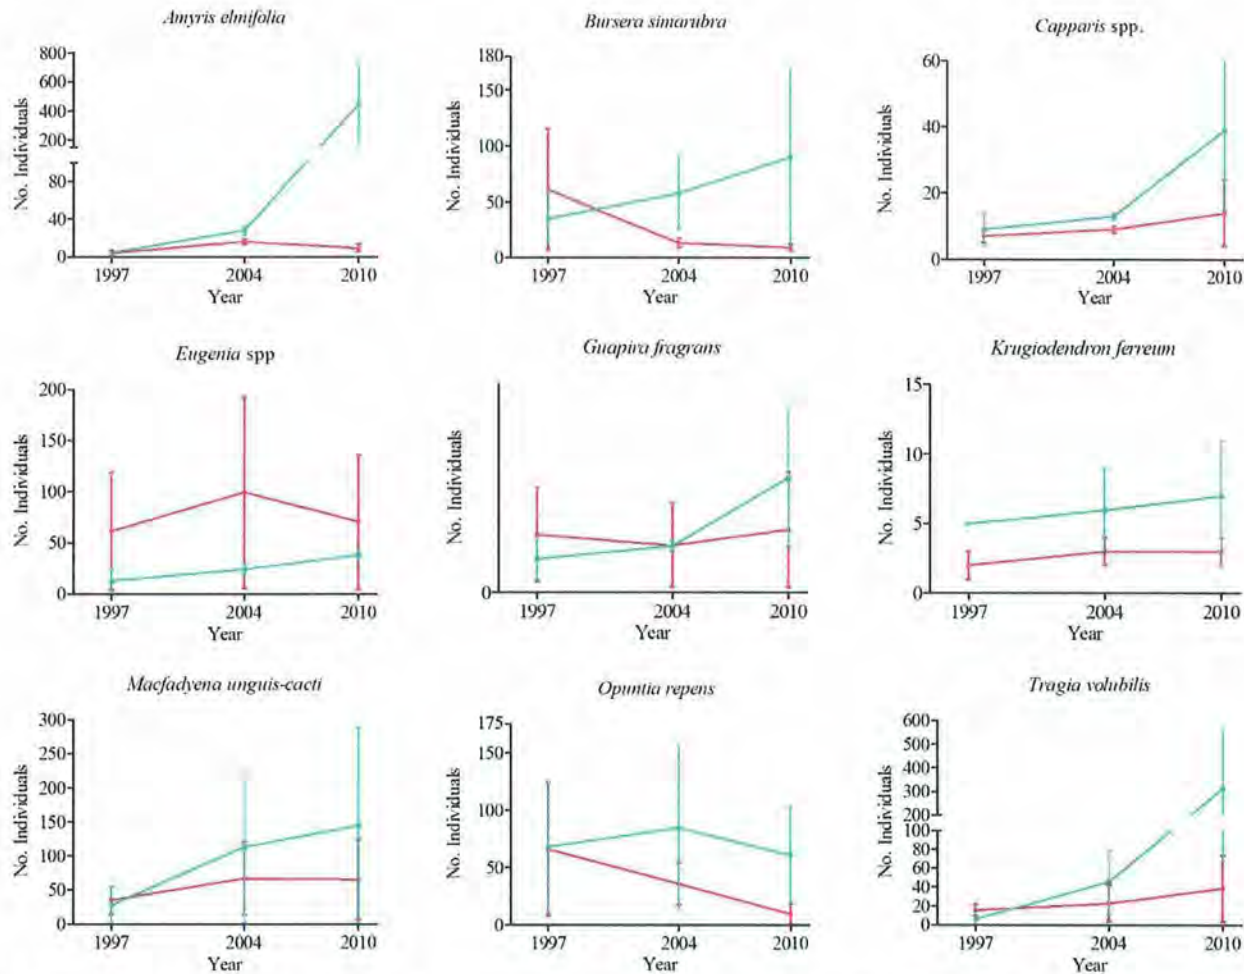 Amyris elmifolia
No. Individuals
800
600
400
200
80
40
0
1997
2004
2010
Year
Bursera simarubra
No. Individuals
180
150
100
50
0
1997
2004
2010
Year
Capparis spp.
No. Individuals
60
40
20
0
1997
2004
2010
Year
Eugenia spp
No. Individuals
200
150
100
50
0
1997
2004
2010
Year
Guapira fragrans
No. Individuals
0
1997
2004
2010
Year
Krugiodendron ferreum
No. Individuals
15
10
5
0
1997
2004
2010
Year
Macfadyena unguis-cacti
No. Individuals
300
250
200
150
100
50
0
1997
2004
2010
Year
Opuntia repens
No. Individuals
175
150
100
50
0
1997
2004
2010
Year
Tragia volubilis
No. Individuals
600
500
400
300
200
100
80
60
40
20
0
1997
2004
2010
Year